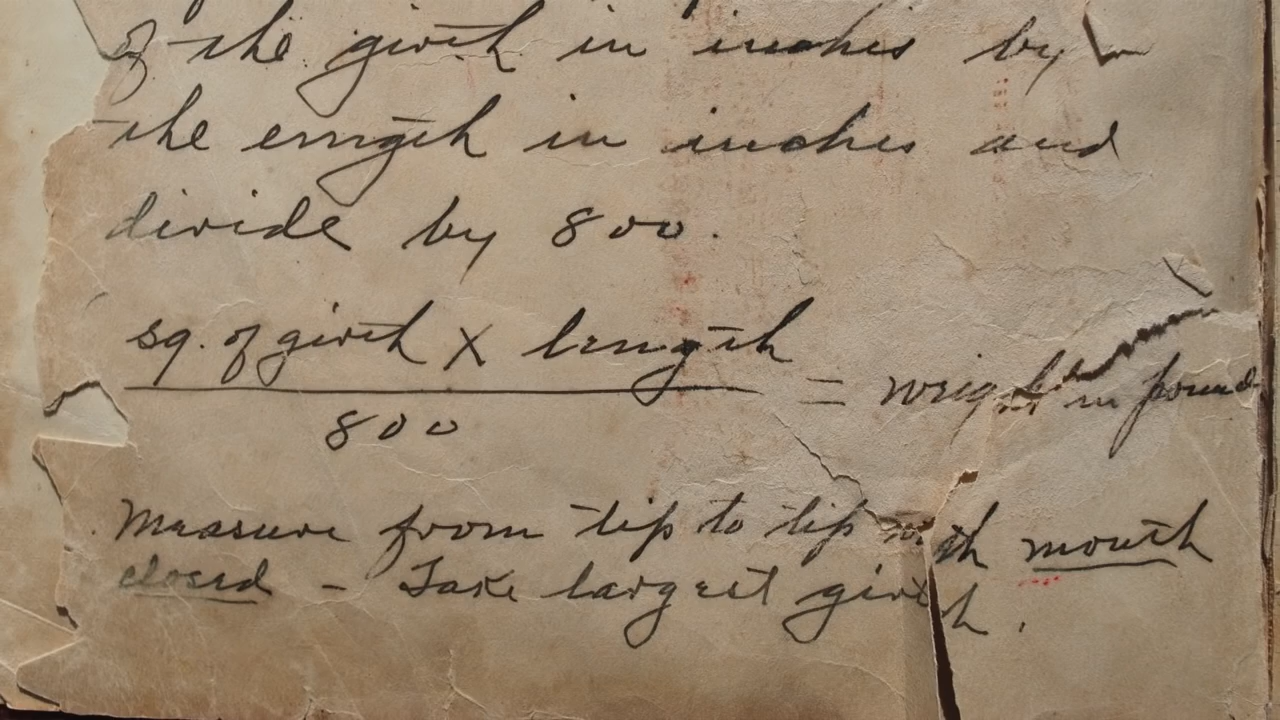 of the girth in inches by
the length in inches and
divide by 800.
sq. of girth X length
800
= weight in pounds
Measure from tip to tip with mouth
closed - Take largest girth.